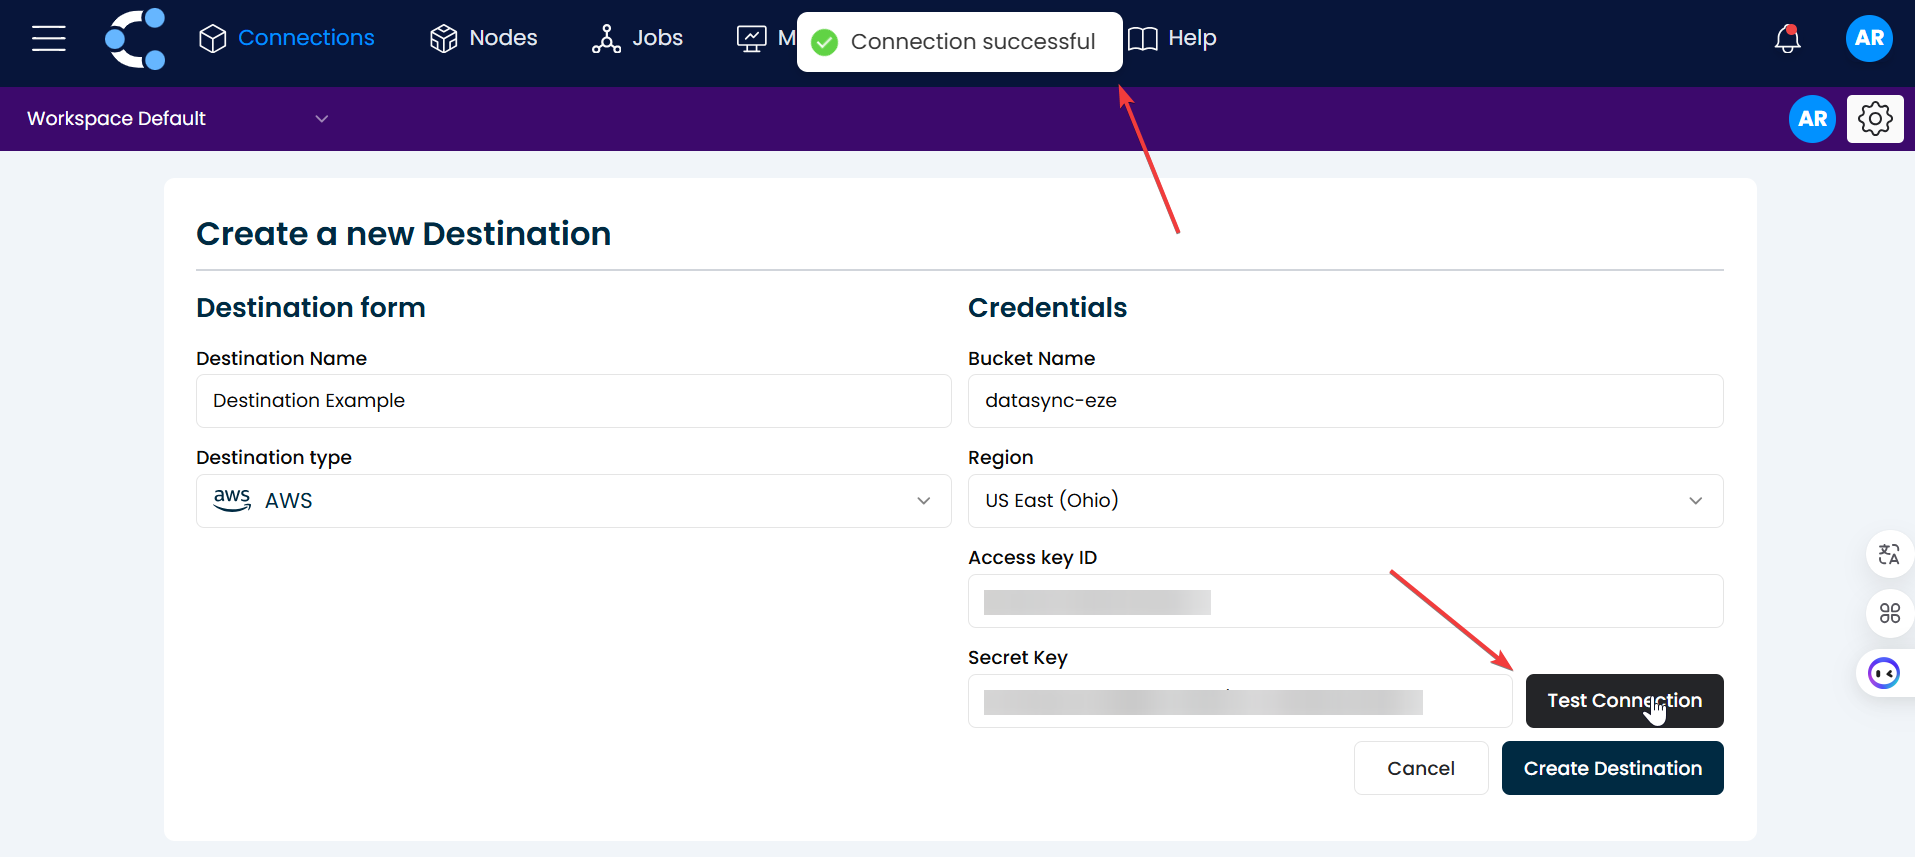 Connections
Nodes
Jobs
M
Connection successful
Help
AR
Workspace Default
AR
Create a new Destination
Destination form
Credentials
Destination Name
Bucket Name
Destination Example
datasync-eze
Destination type
Region
aws AWS
US East (Ohio)
Access key ID
Secret Key
Test Connection
Cancel
Create Destination